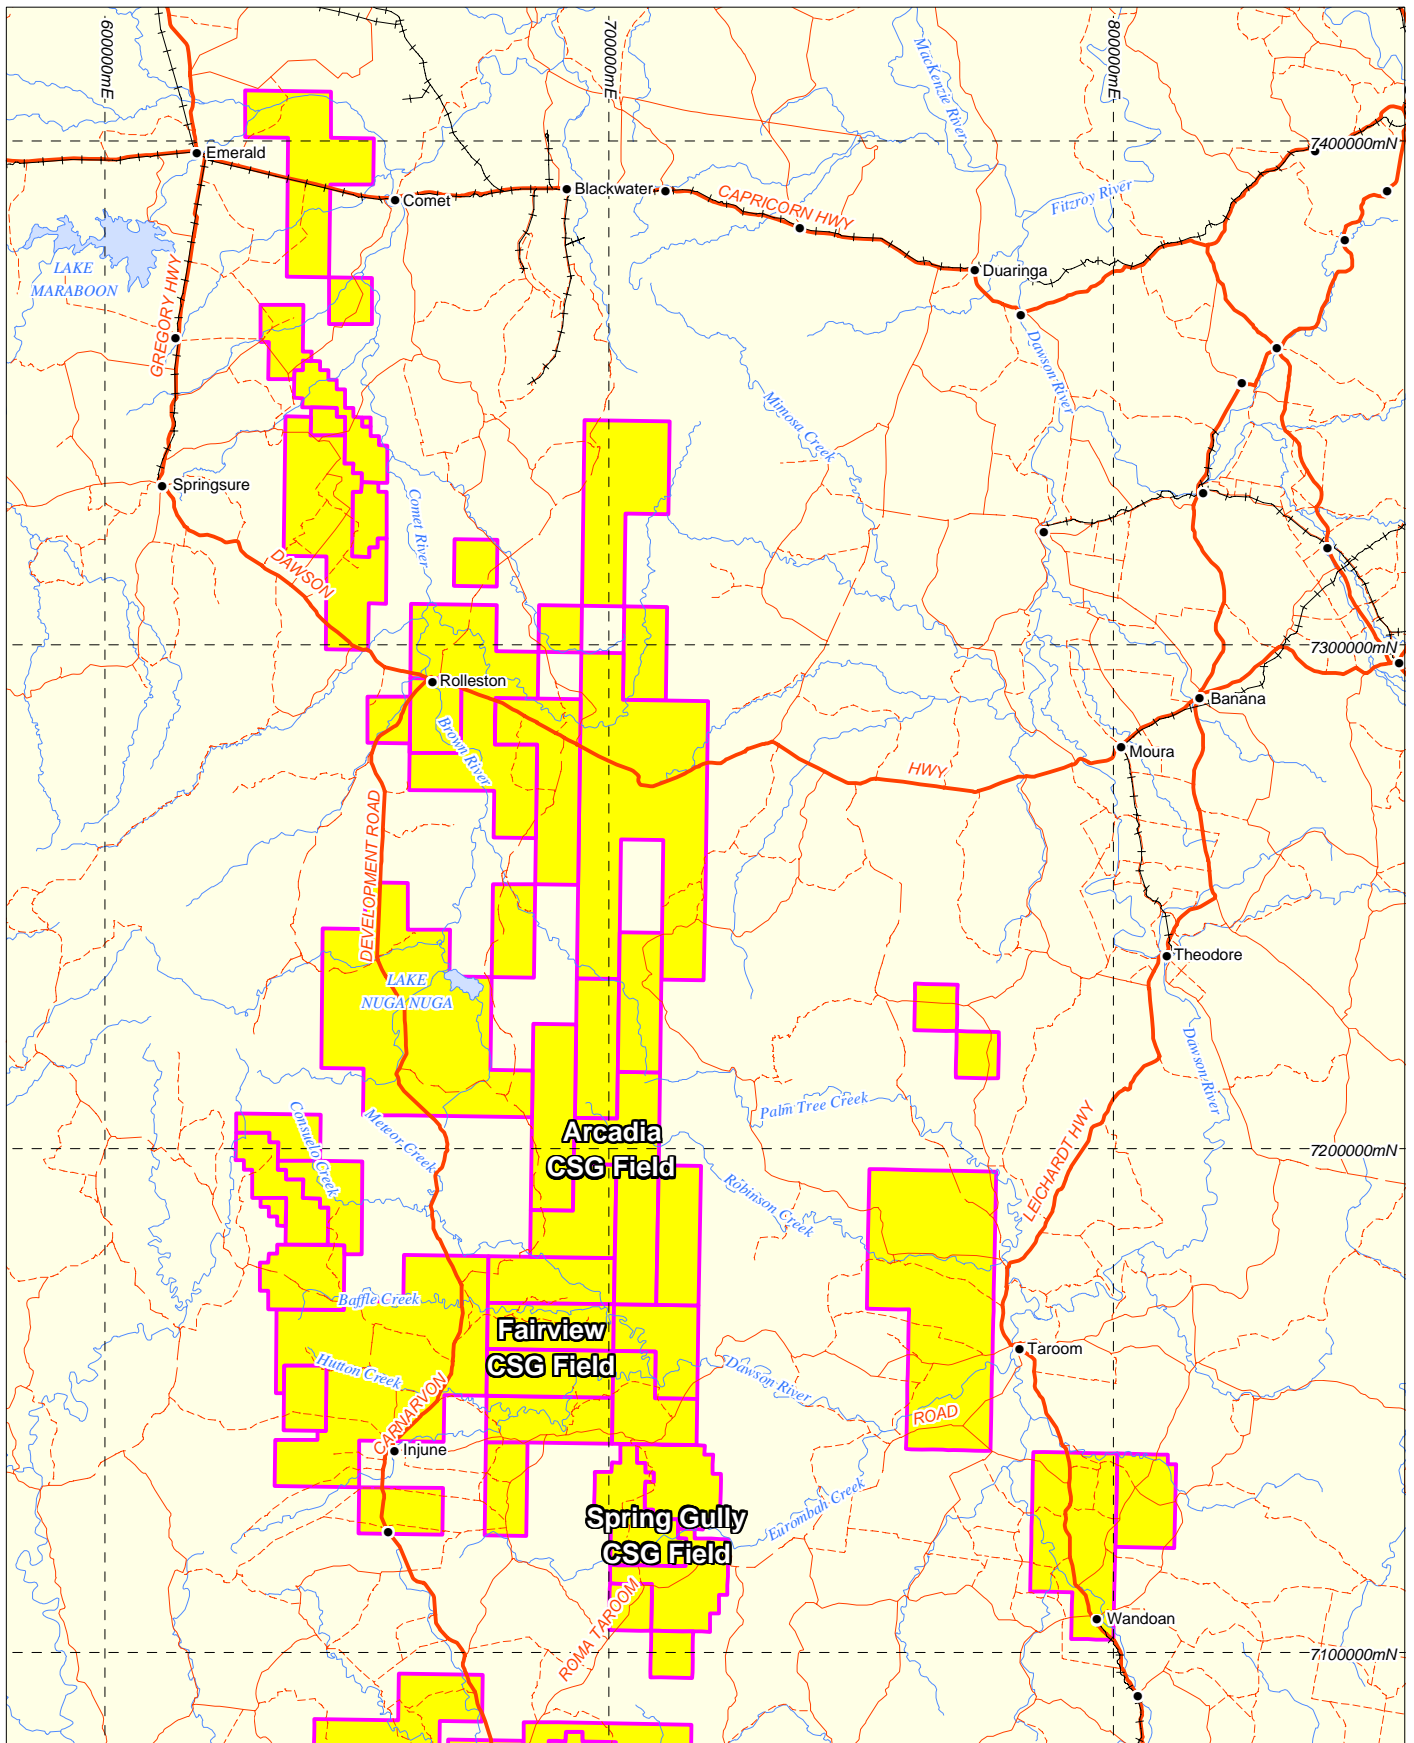 600000mE
700000mE
800000mE
MacKenzie River
7400000mN
Emerald
Comet
Blackwater
CAPRICORN HWY
Fitzroy River
LAKE
MARABOON
GREGORY HWY
Duaringa
Dawson River
Mimosa Creek
Springsure
Comet River
DAWSON
7300000mN
Rolleston
Banana
Brown River
Moura
HWY
DEVELOPMENT ROAD
Theodore
LAKE
NUGA NUGA
Dawson River
Palm Tree Creek
Consuelo Creek
Meteor Creek
Arcadia
CSG Field
7200000mN
LEICHARDT HWY
Robinson Creek
Baffle Creek
Fairview
CSG Field
Taroom
Hutton Creek
Dawson River
CARNARVON
ROAD
Injune
Eurombah Creek
Spring Gully
CSG Field
ROMA TAROOM
Wandoan
7100000mN